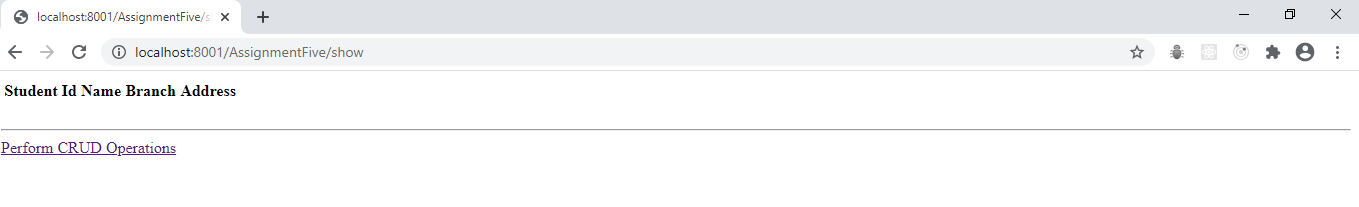 localhost:8001/AssignmentFive/s
localhost:8001/AssignmentFive/show
Student Id Name Branch Address
Perform CRUD Operations